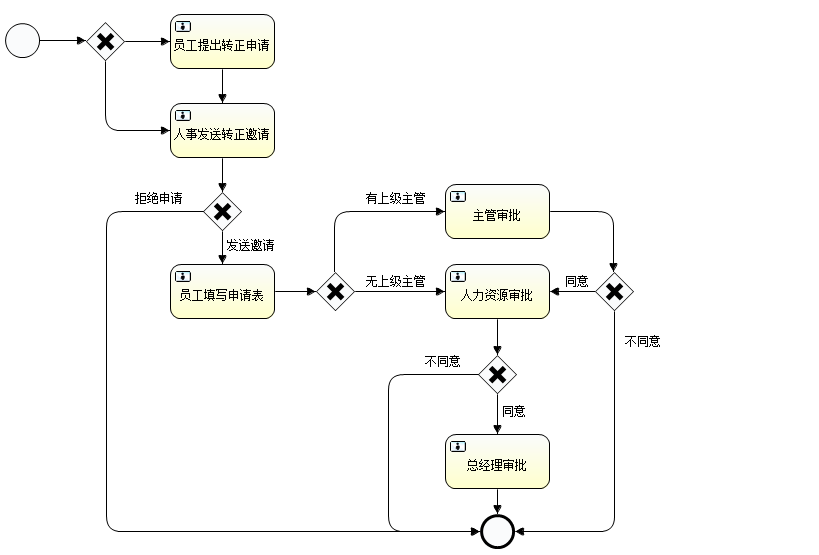 员工提出转正申请
人事发送转正邀请
拒绝申请
有上级主管
主管审批
发送邀请
员工填写申请表
无上级主管
人力资源审批
同意
不同意
不同意
同意
总经理审批